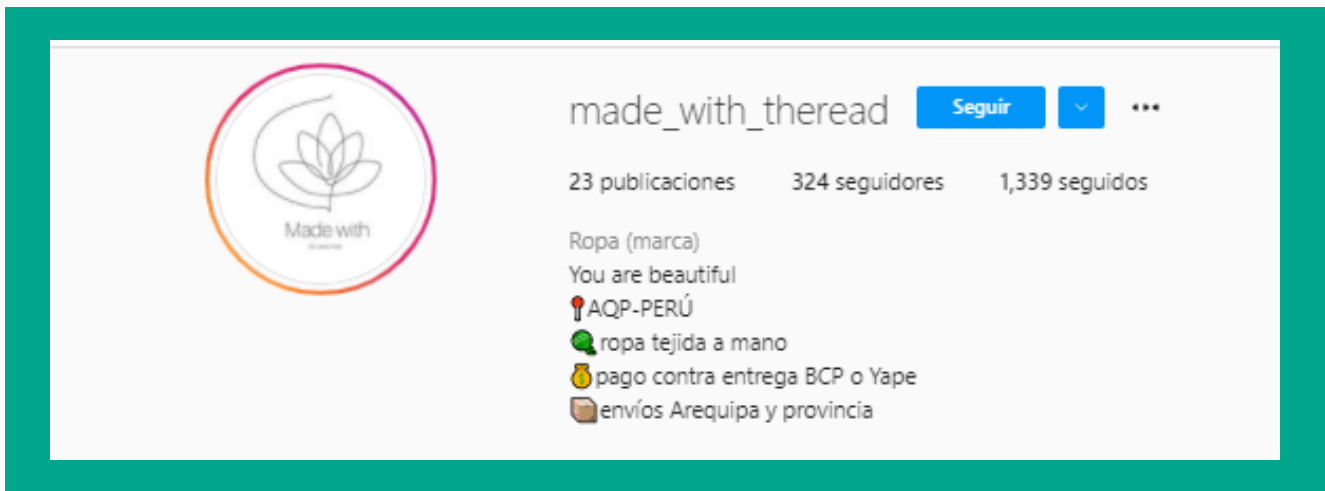 made_with_theread Seguir
23 publicaciones 324 seguidores 1,339 seguidos
Made with
Ropa (marca)
You are beautiful
AQP-PERÚ
ropa tejida a mano
pago contra entrega BCP o Yape
envíos Arequipa y provincia